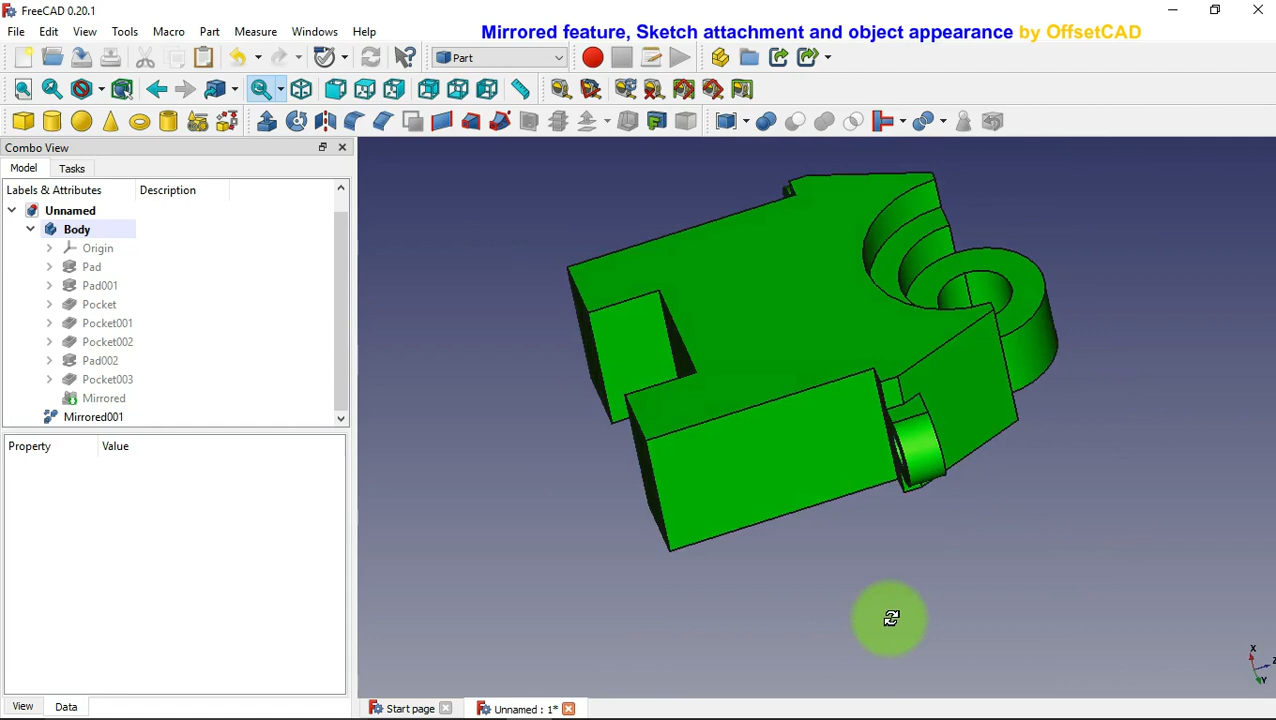 FreeCAD 0.20.1
File Edit View Tools Macro Part Measure Windows Help
Mirrored feature, Sketch attachment and object appearance by OffsetCAD
Part
Combo View
Model Tasks
Labels & Attributes Description
Unnamed
Body
Origin
Pad
Pad001
Pocket
Pocket001
Pocket002
Pad002
Pocket003
Mirrored
Mirrored001
Property Value
X
Z
Y
View Data
Start page
Unnamed : 1*